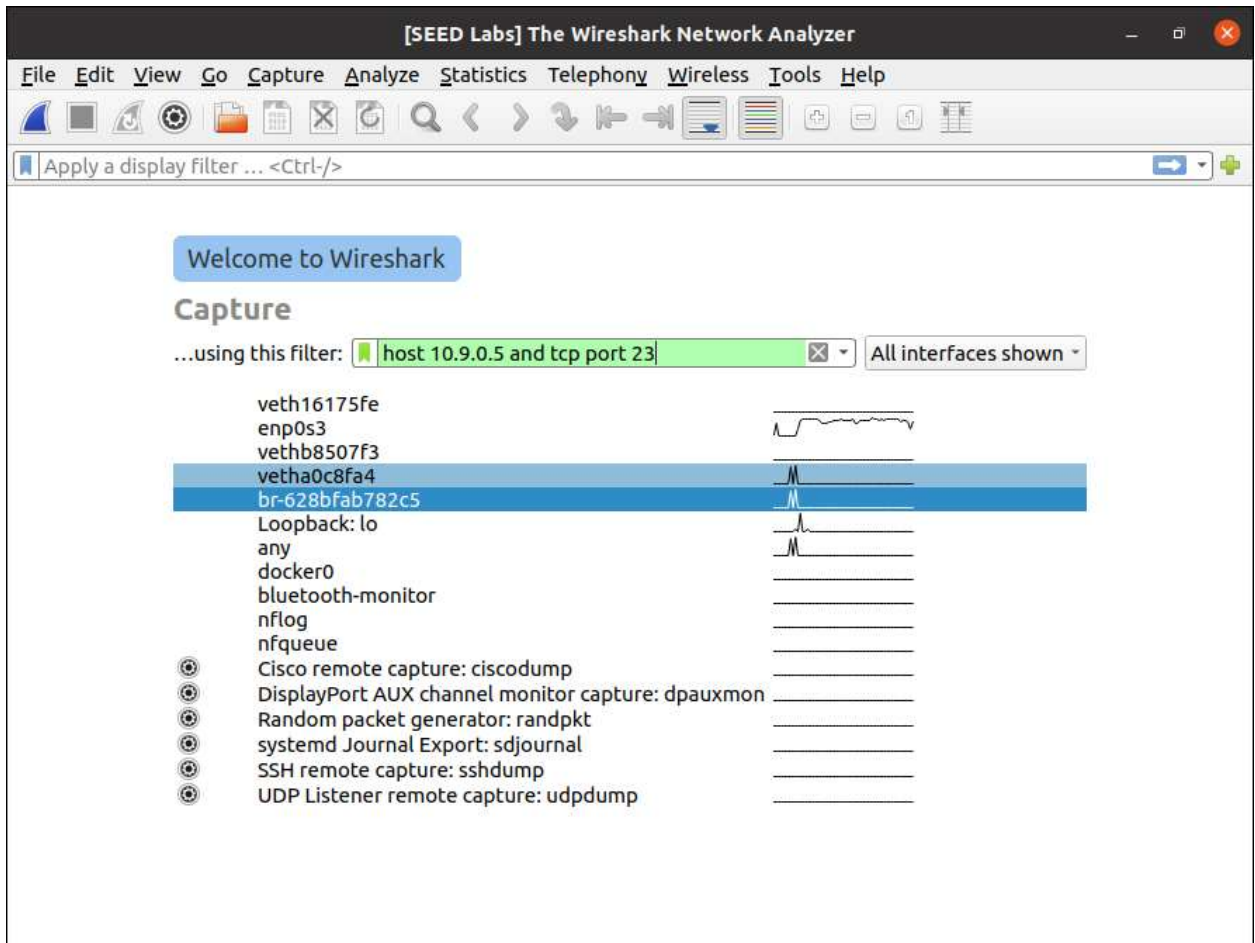 [SEED Labs] The Wireshark Network Analyzer
File Edit View Go Capture Analyze Statistics Telephony Wireless Tools Help
Apply a display filter ... <Ctrl-/>
Welcome to Wireshark
Capture
...using this filter: host 10.9.0.5 and tcp port 23 All interfaces shown
veth16175fe
enp0s3
vethb8507f3
vetha0c8fa4
br-628bfab782c5
Loopback: lo
any
docker0
bluetooth-monitor
nflog
nfqueue
Cisco remote capture: ciscodump
DisplayPort AUX channel monitor capture: dpauxmon
Random packet generator: randpkt
systemd Journal Export: sdjournal
SSH remote capture: sshdump
UDP Listener remote capture: udpdump